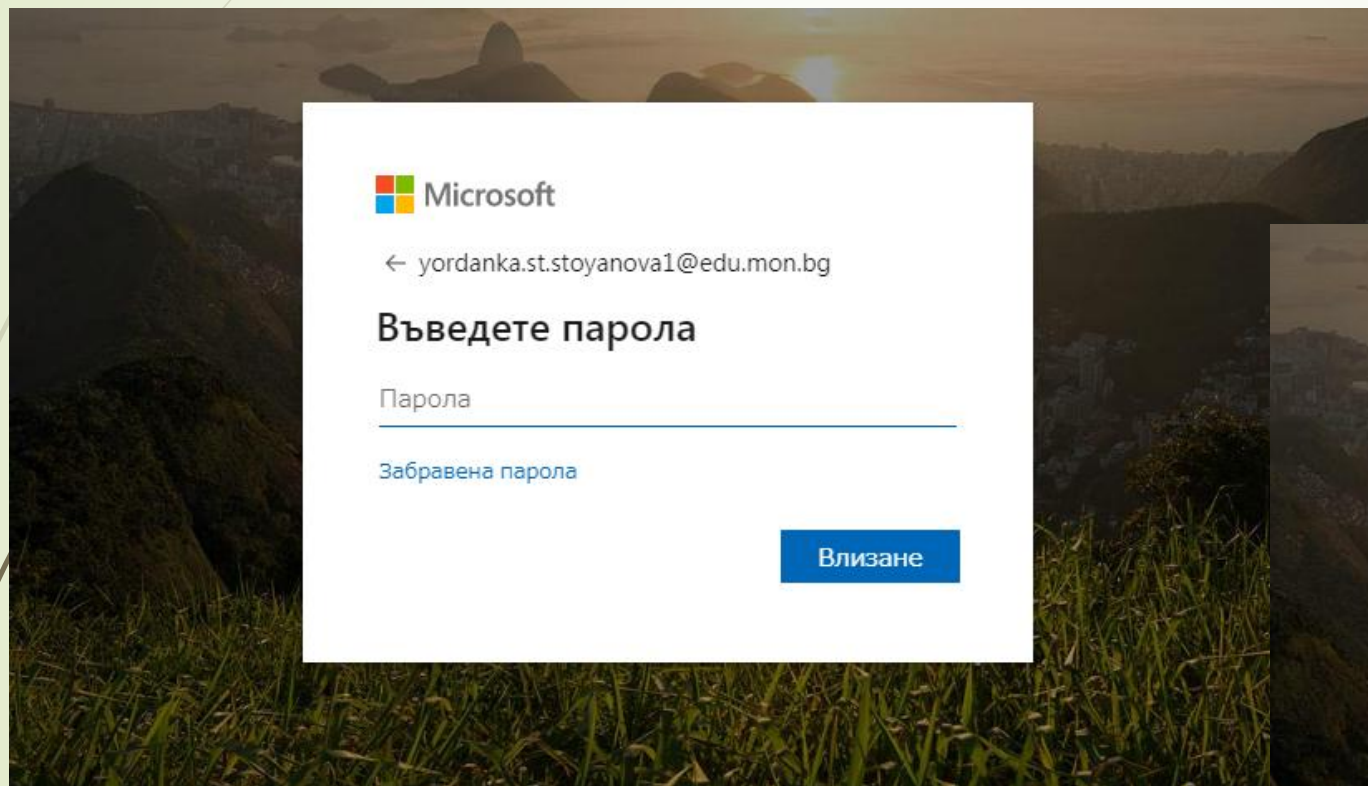 Microsoft
← yordanka.st.stoyanova1@edu.mon.bg
Въведете парола
Парола
Забравена парола
Влизане